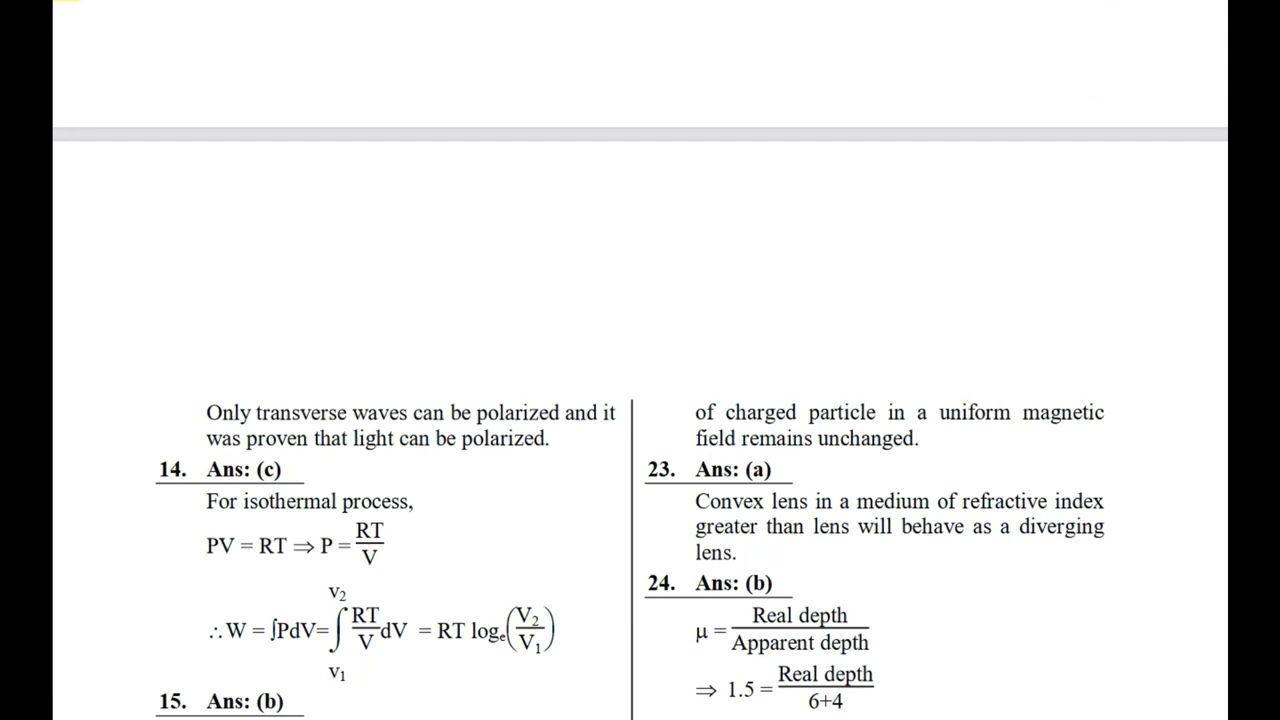 Only transverse waves can be polarized and it
was proven that light can be polarized.
14. Ans: (c)
For isothermal process,
PV = RT ⇒ P = RT/V
∴ W = ∫PdV = ∫_{V1}^{V2} RT/V dV = RT logₑ(V₂/V₁)
15. Ans: (b)
of charged particle in a uniform magnetic
field remains unchanged.
23. Ans: (a)
Convex lens in a medium of refractive index
greater than lens will behave as a diverging
lens.
24. Ans: (b)
μ = Real depth/Apparent depth
⇒ 1.5 = Real depth/6+4